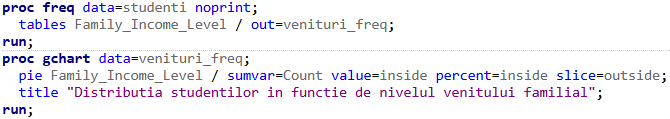 proc freq data=studenti noprint;
  tables Family_Income_Level / out=venituri_freq;
run;
proc gchart data=venituri_freq;
  pie Family_Income_Level / sumvar=Count value=inside percent=inside slice=outside;
  title "Distributia studentilor in functie de nivelul venitului familial";
run;